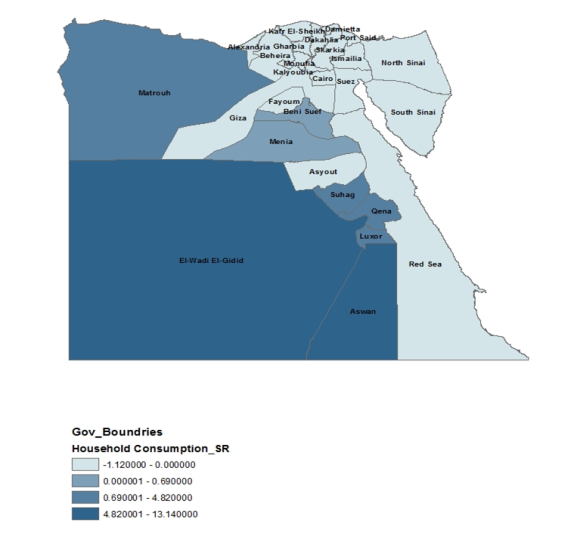 Kafr El-Sheikh
Damietta
Dakahlia
Port Said
Alexandria
Gharbia
Sharkia
Beheira
Ismailia
Monufia
North Sinai
Kalyoubia
Cairo
Suez
Matrouh
Fayoum
Beni Suef
South Sinai
Giza
Menia
Asyout
Suhag
Qena
Luxor
El-Wadi El-Gidid
Red Sea
Aswan
Gov_Boundries
Household Consumption_SR
-1.120000 - 0.000000
0.000001 - 0.690000
0.690001 - 4.820000
4.820001 - 13.140000